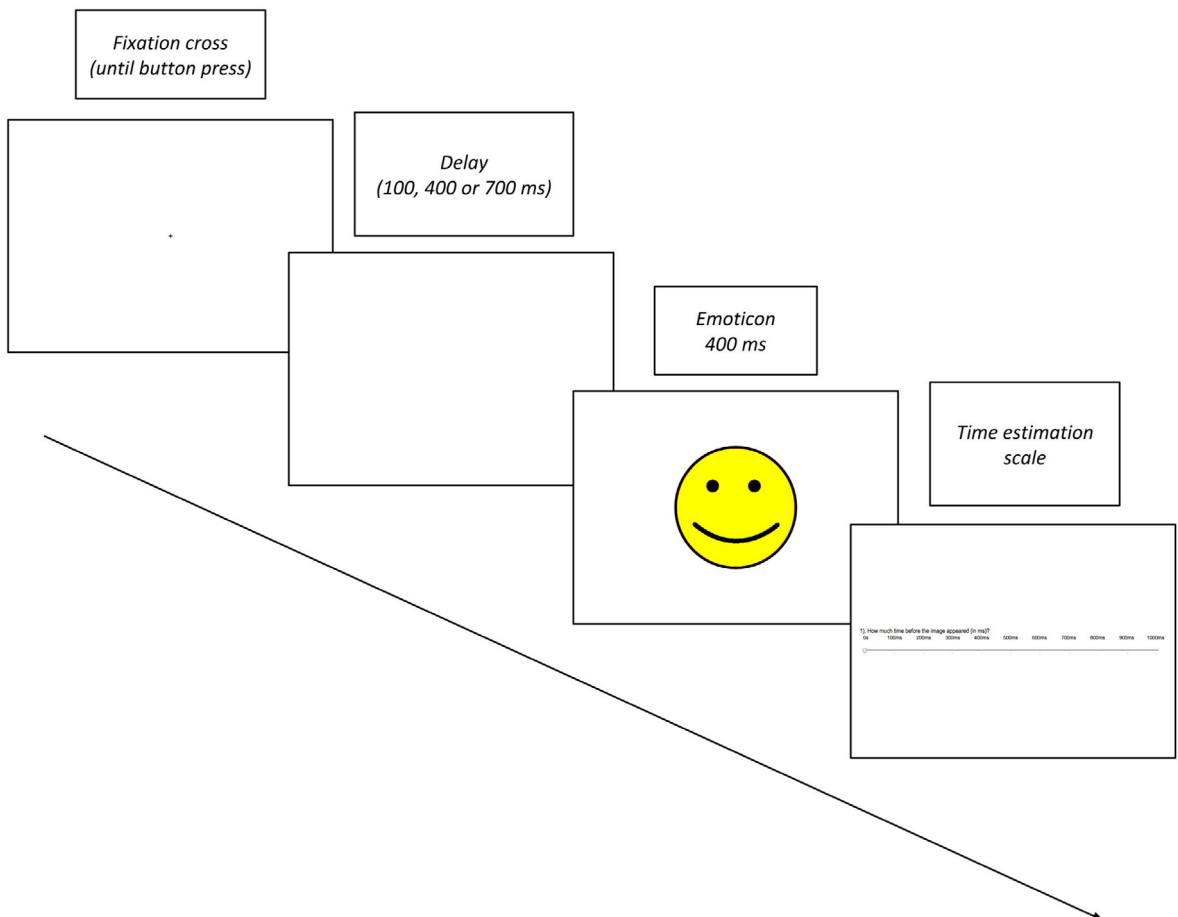 Fixation cross
(until button press)
Delay
(100, 400 or 700 ms)
Emoticon
400 ms
Time estimation
scale
1). How much time before the image appeared (in ms)?
0s 100ms 200ms 300ms 400ms 500ms 600ms 700ms 800ms 900ms 1000ms